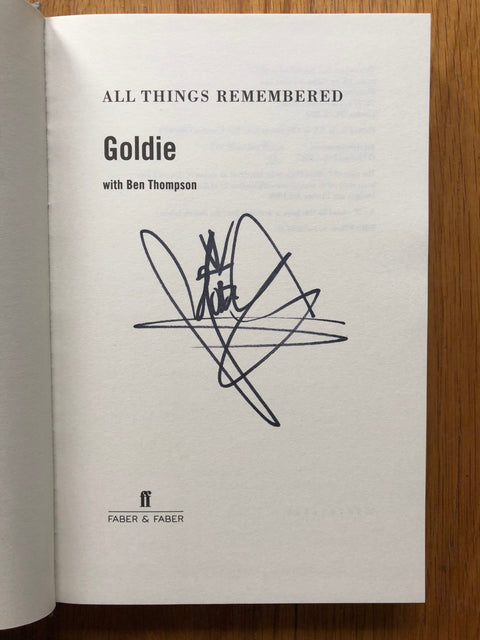 ALL THINGS REMEMBERED
Goldie
with Ben Thompson
ff
FABER & FABER